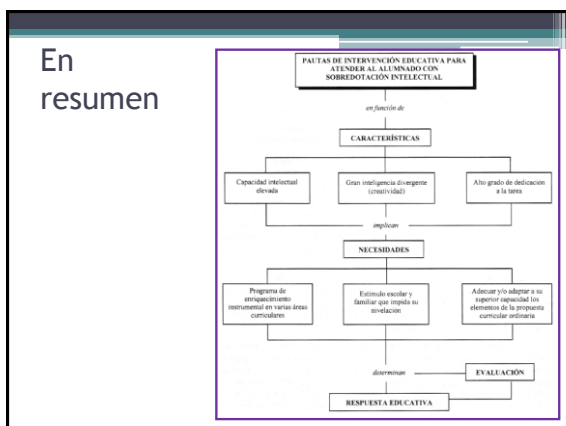 En
resumen
PAUTAS DE INTERVENCIÓN EDUCATIVA PARA
ATENDER AL ALUMNADO CON
SOBREDOTACIÓN INTELECTUAL
en función de
CARACTERÍSTICAS
Capacidad intelectual
elevada
Gran inteligencia divergente
(creatividad)
Alto grado de dedicación
a la tarea
implican
NECESIDADES
Programa de
enriquecimiento
instrumental en varias áreas
curriculares
Estímulo escolar y
familiar que impida su
nivelación
Adecuar y/o adaptar a su
superior capacidad los
elementos de la propuesta
curricular ordinaria
determinan
EVALUACIÓN
RESPUESTA EDUCATIVA